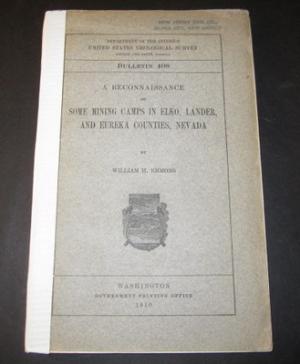 DEPARTMENT OF THE INTERIOR
UNITED STATES GEOLOGICAL SURVEY
BULLETIN 408
A RECONNAISSANCE
OF
SOME MINING CAMPS IN ELKO, LANDER,
AND EUREKA COUNTIES, NEVADA
BY
WILLIAM H. EMMONS
WASHINGTON
GOVERNMENT PRINTING OFFICE
1910